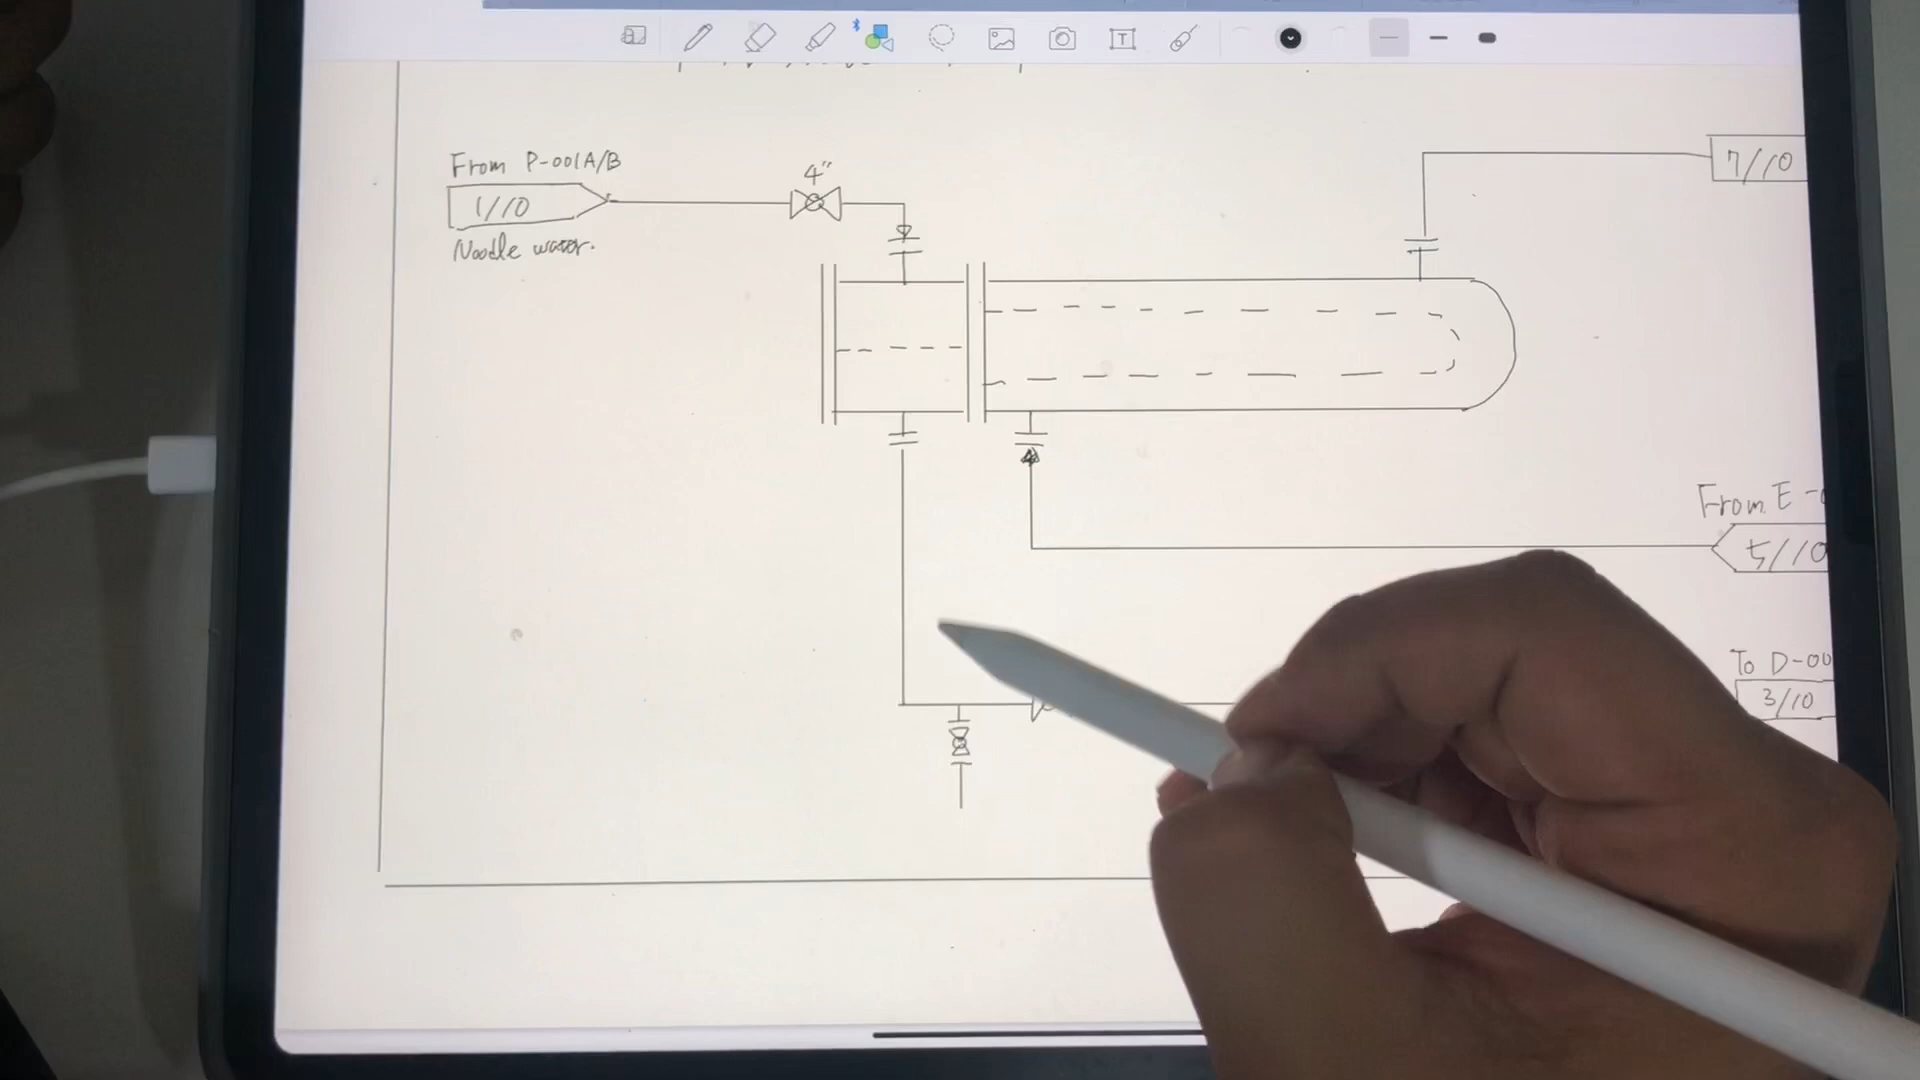 From P-001A/B
1/10
Noodle water.
4"
7/10
From E-
5/10
To D-00
3/10
T